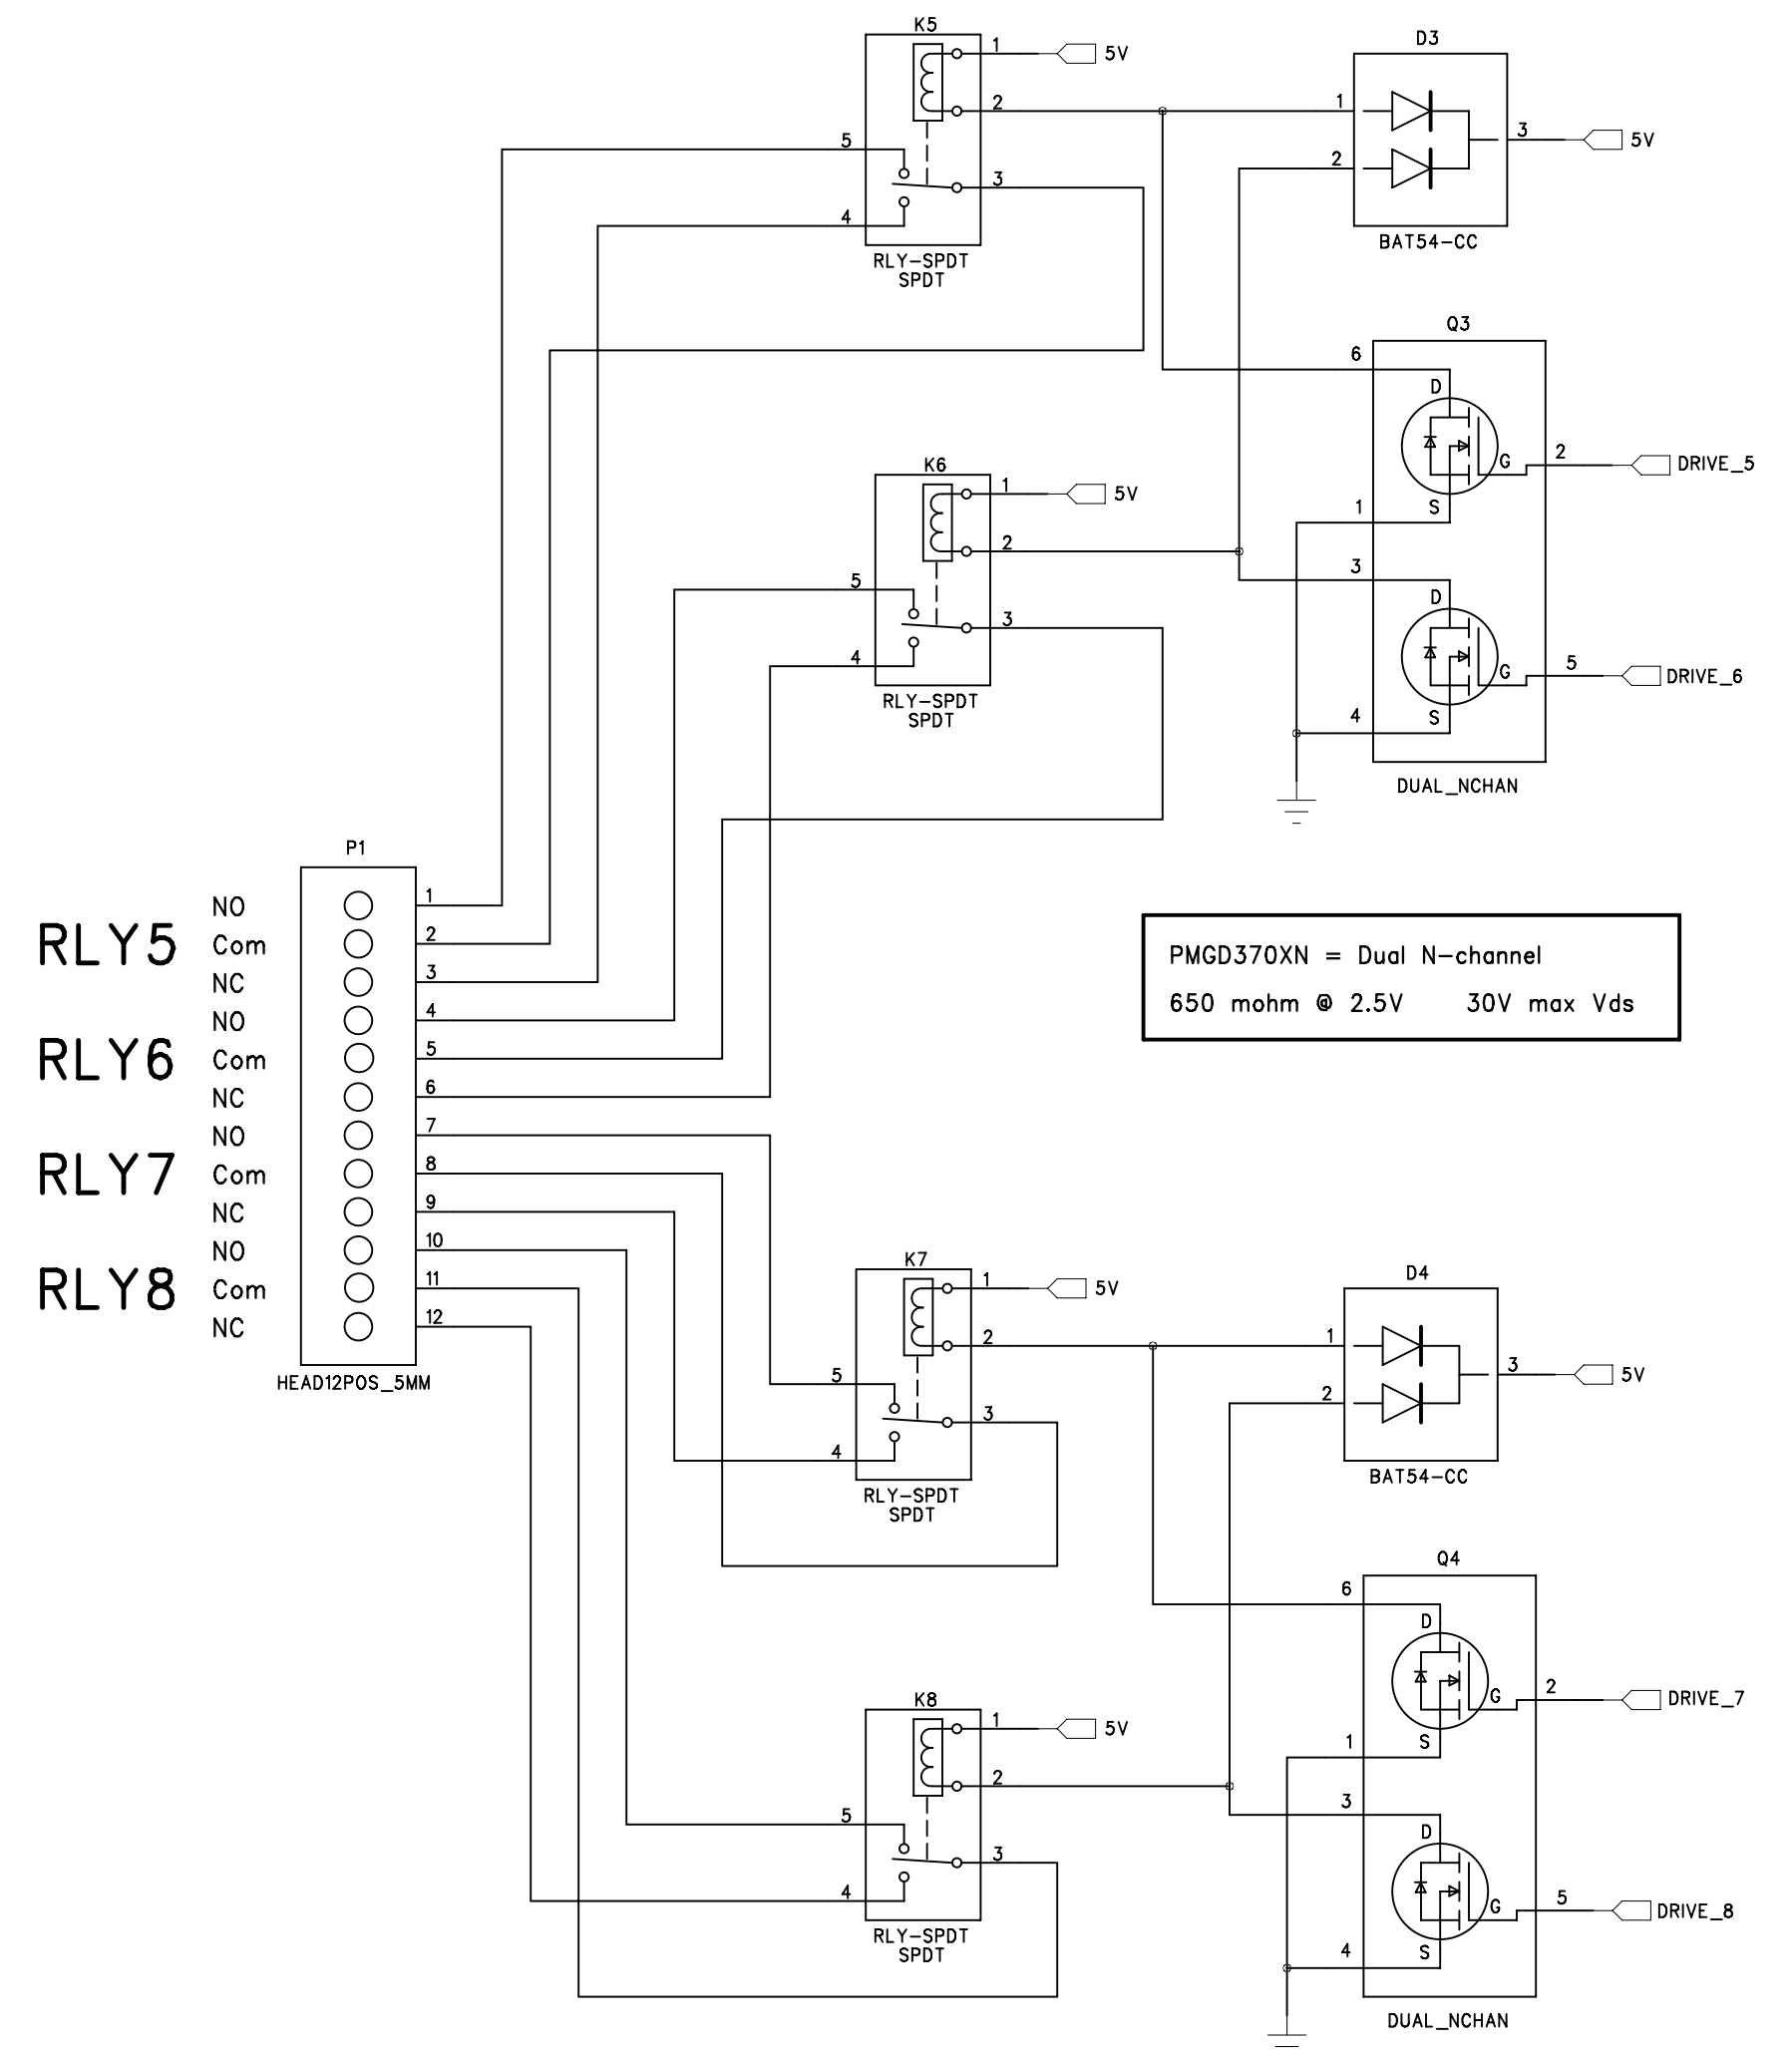 K5
1
5V
2
5
3
4
RLY-SPDT
SPDT
D3
1
2
3
5V
BAT54-CC
Q3
6
D
G
2
DRIVE_5
1
S
3
D
G
5
DRIVE_6
4
S
DUAL_NCHAN
K6
1
5V
2
5
3
4
RLY-SPDT
SPDT
P1
RLY5
NO
1
Com
2
NC
3
RLY6
NO
4
Com
5
NC
6
RLY7
NO
7
Com
8
NC
9
RLY8
NO
10
Com
11
NC
12
HEAD12POS_5MM
PMGD370XN = Dual N-channel
650 mohm @ 2.5V 30V max Vds
K7
1
5V
2
5
3
4
RLY-SPDT
SPDT
D4
1
2
3
5V
BAT54-CC
Q4
6
D
G
2
DRIVE_7
1
S
3
D
G
5
DRIVE_8
4
S
DUAL_NCHAN
K8
1
5V
2
5
3
4
RLY-SPDT
SPDT